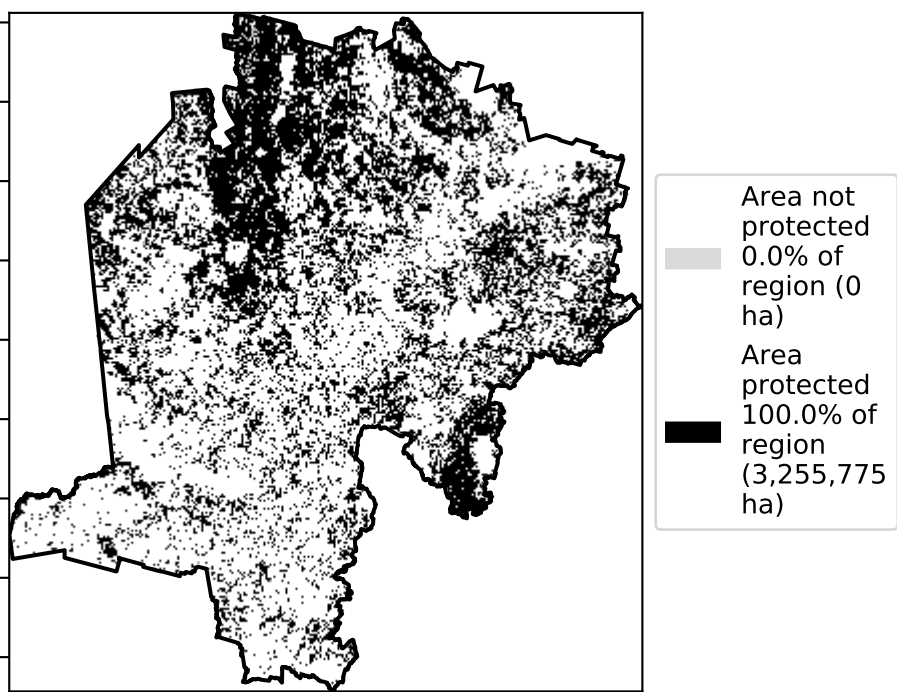 Area not
protected
0.0% of
region (0
ha)
Area
protected
100.0% of
region
(3,255,775
ha)